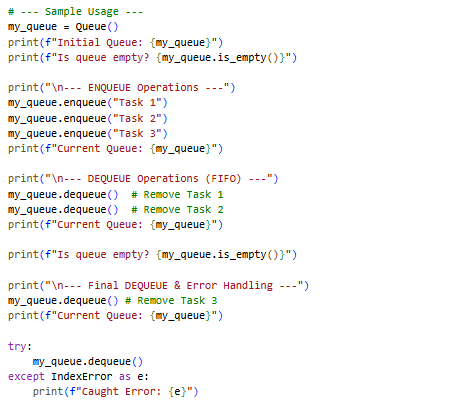 # --- Sample Usage ---
my_queue = Queue()
print(f"Initial Queue: {my_queue}")
print(f"Is queue empty? {my_queue.is_empty()}")

print("\n--- ENQUEUE Operations ---")
my_queue.enqueue("Task 1")
my_queue.enqueue("Task 2")
my_queue.enqueue("Task 3")
print(f"Current Queue: {my_queue}")

print("\n--- DEQUEUE Operations (FIFO) ---")
my_queue.dequeue()  # Remove Task 1
my_queue.dequeue()  # Remove Task 2
print(f"Current Queue: {my_queue}")

print(f"Is queue empty? {my_queue.is_empty()}")

print("\n--- Final DEQUEUE & Error Handling ---")
my_queue.dequeue() # Remove Task 3
print(f"Current Queue: {my_queue}")

try:
    my_queue.dequeue()
except IndexError as e:
    print(f"Caught Error: {e}")